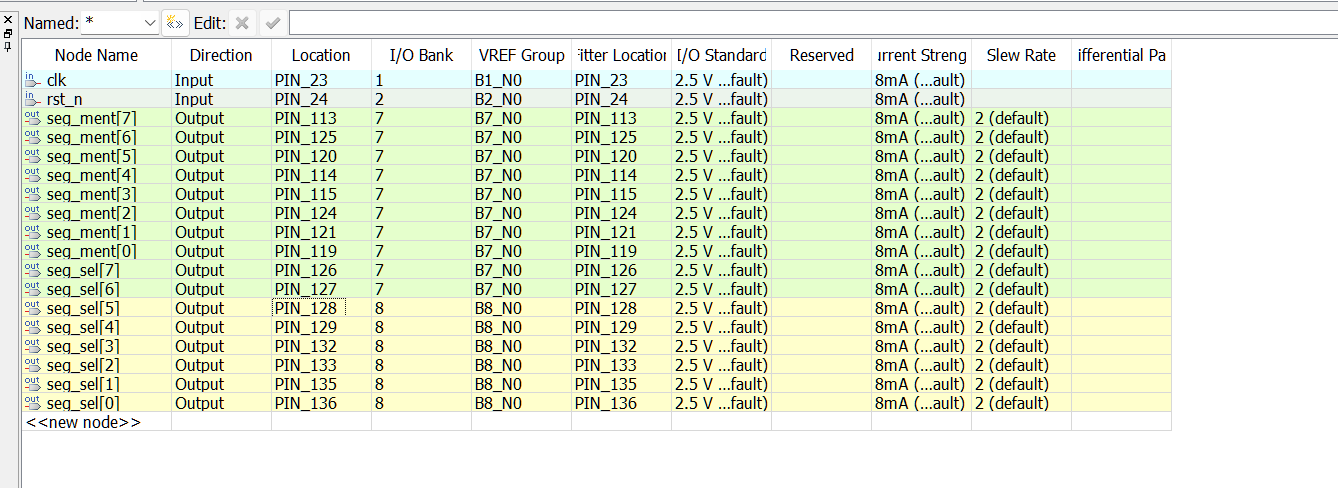 Named: * «» Edit:
Node Name Direction Location I/O Bank VREF Group itter Location I/O Standard Reserved urrent Streng Slew Rate ifferential Pa
in clk Input PIN_23 1 B1_N0 PIN_23 2.5 V ...fault) 8mA (...ault)
in rst_n Input PIN_24 2 B2_N0 PIN_24 2.5 V ...fault) 8mA (...ault)
out seg_ment[7] Output PIN_113 7 B7_N0 PIN_113 2.5 V ...fault) 8mA (...ault) 2 (default)
out seg_ment[6] Output PIN_125 7 B7_N0 PIN_125 2.5 V ...fault) 8mA (...ault) 2 (default)
out seg_ment[5] Output PIN_120 7 B7_N0 PIN_120 2.5 V ...fault) 8mA (...ault) 2 (default)
out seg_ment[4] Output PIN_114 7 B7_N0 PIN_114 2.5 V ...fault) 8mA (...ault) 2 (default)
out seg_ment[3] Output PIN_115 7 B7_N0 PIN_115 2.5 V ...fault) 8mA (...ault) 2 (default)
out seg_ment[2] Output PIN_124 7 B7_N0 PIN_124 2.5 V ...fault) 8mA (...ault) 2 (default)
out seg_ment[1] Output PIN_121 7 B7_N0 PIN_121 2.5 V ...fault) 8mA (...ault) 2 (default)
out seg_ment[0] Output PIN_119 7 B7_N0 PIN_119 2.5 V ...fault) 8mA (...ault) 2 (default)
out seg_sel[7] Output PIN_126 7 B7_N0 PIN_126 2.5 V ...fault) 8mA (...ault) 2 (default)
out seg_sel[6] Output PIN_127 7 B7_N0 PIN_127 2.5 V ...fault) 8mA (...ault) 2 (default)
out seg_sel[5] Output PIN_128 8 B8_N0 PIN_128 2.5 V ...fault) 8mA (...ault) 2 (default)
out seg_sel[4] Output PIN_129 8 B8_N0 PIN_129 2.5 V ...fault) 8mA (...ault) 2 (default)
out seg_sel[3] Output PIN_132 8 B8_N0 PIN_132 2.5 V ...fault) 8mA (...ault) 2 (default)
out seg_sel[2] Output PIN_133 8 B8_N0 PIN_133 2.5 V ...fault) 8mA (...ault) 2 (default)
out seg_sel[1] Output PIN_135 8 B8_N0 PIN_135 2.5 V ...fault) 8mA (...ault) 2 (default)
out seg_sel[0] Output PIN_136 8 B8_N0 PIN_136 2.5 V ...fault) 8mA (...ault) 2 (default)
<<new node>>